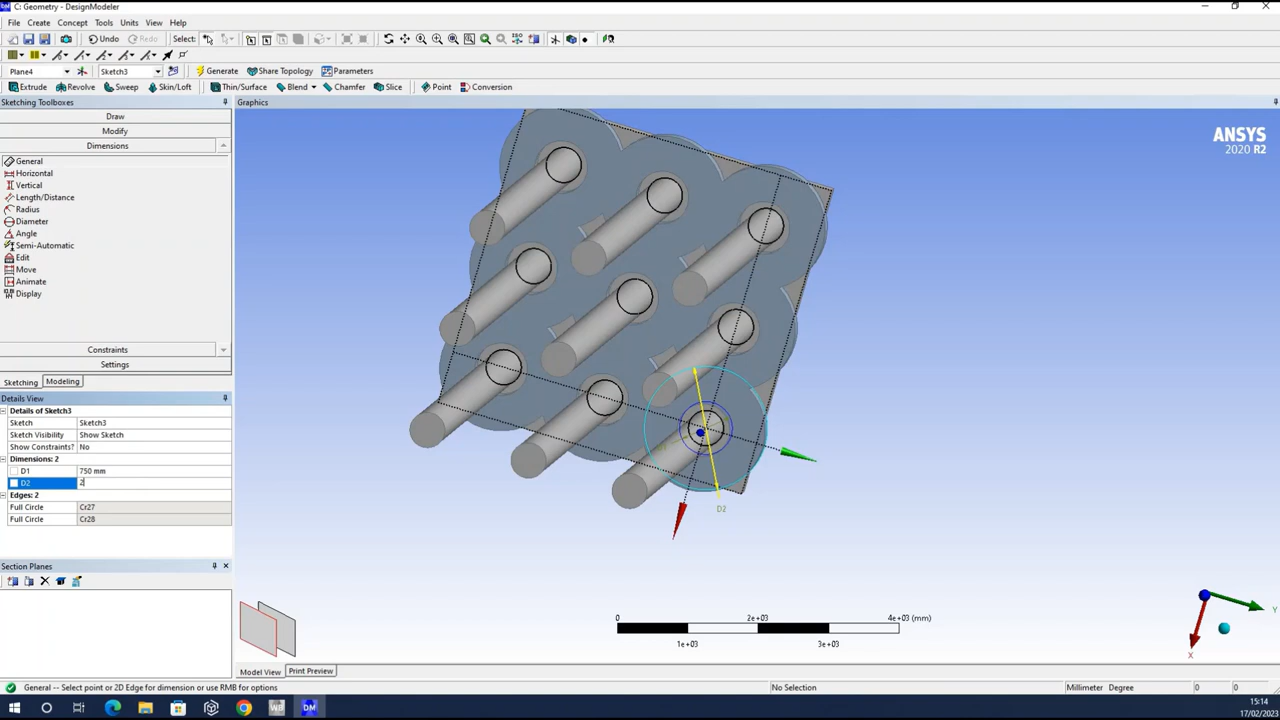 C: Geometry - DesignModeler
File Create Concept Tools Units View Help
Undo Redo Select:
Plane4 Sketch3 Generate Share Topology Parameters
Extrude Revolve Sweep Skin/Loft Thin/Surface Blend Chamfer Slice Point Conversion
Sketching Toolboxes
Graphics
Draw
Modify
Dimensions
General
Horizontal
Vertical
Length/Distance
Radius
Diameter
Angle
Semi-Automatic
Edit
Move
Animate
Display
Constraints
Settings
Sketching Modeling
Details View
Details of Sketch3
Sketch Sketch3
Sketch Visibility Show Sketch
Show Constraints? No
Dimensions: 2
D1 750 mm
D2 2
Edges: 2
Full Circle Cr27
Full Circle Cr28
Section Planes
ANSYS
2020 R2
D2
0 2e+03 4e+03 (mm)
1e+03 3e+03
Y
X
Model View Print Preview
General -- Select point or 2D Edge for dimension or use RMB for options No Selection Millimeter Degree 0 0
WB DM
15:14
17/02/2023